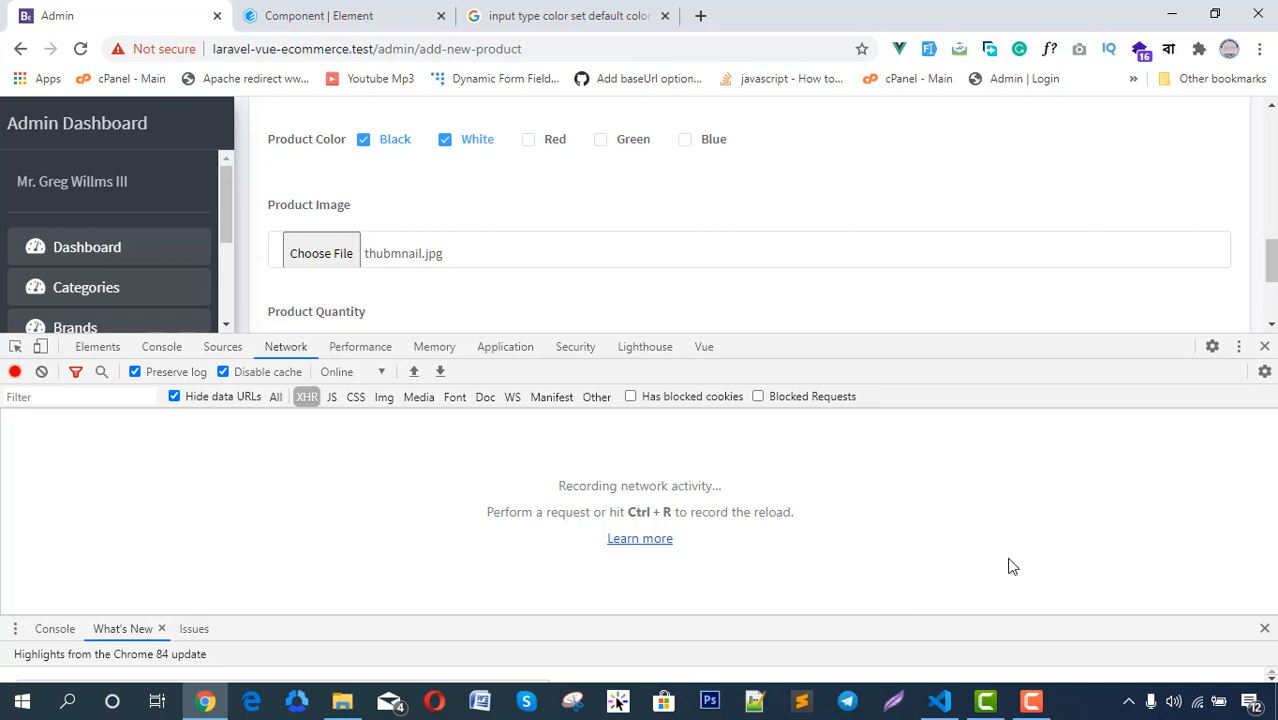 Admin
Component | Element
input type color set default color
Not secure
laravel-vue-ecommerce.test/admin/add-new-product
16
Apps
cPanel - Main
Apache redirect ww...
Youtube Mp3
Dynamic Form Field...
Add baseUrl option...
javascript - How to...
cPanel - Main
Admin | Login
»
Other bookmarks
Admin Dashboard
Mr. Greg Willms III
Dashboard
Categories
Brands
Product Color
Black
White
Red
Green
Blue
Product Image
Choose File
thubmnail.jpg
Product Quantity
Elements
Console
Sources
Network
Performance
Memory
Application
Security
Lighthouse
Vue
Preserve log
Disable cache
Online
Filter
Hide data URLs
All
XHR
JS
CSS
Img
Media
Font
Doc
WS
Manifest
Other
Has blocked cookies
Blocked Requests
Recording network activity...
Perform a request or hit Ctrl + R to record the reload.
Learn more
Console
What's New
Issues
Highlights from the Chrome 84 update
4
Ps
12